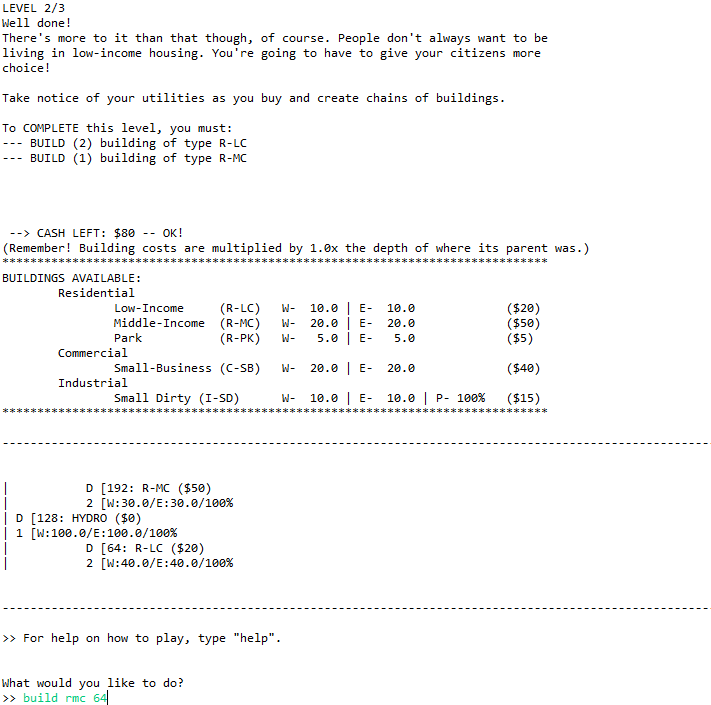 LEVEL 2/3
Well done!
There's more to it than that though, of course. People don't always want to be
living in low-income housing. You're going to have to give your citizens more
choice!
Take notice of your utilities as you buy and create chains of buildings.
To COMPLETE this level, you must:
--- BUILD (2) building of type R-LC
--- BUILD (1) building of type R-MC
--> CASH LEFT: $80 -- OK!
(Remember! Building costs are multiplied by 1.0x the depth of where its parent was.)
******************************************************************************
BUILDINGS AVAILABLE:
Residential
Low-Income (R-LC) W- 10.0 | E- 10.0 ($20)
Middle-Income (R-MC) W- 20.0 | E- 20.0 ($50)
Park (R-PK) W- 5.0 | E- 5.0 ($5)
Commercial
Small-Business (C-SB) W- 20.0 | E- 20.0 ($40)
Industrial
Small Dirty (I-SD) W- 10.0 | E- 10.0 | P- 100% ($15)
******************************************************************************
-----------------------------------------------------------------------------------------------------
| D [192: R-MC ($50)
| 2 [W:30.0/E:30.0/100%
| D [128: HYDRO ($0)
| 1 [W:100.0/E:100.0/100%
| D [64: R-LC ($20)
| 2 [W:40.0/E:40.0/100%
-----------------------------------------------------------------------------------------------------
>> For help on how to play, type "help".
What would you like to do?
>> build rmc 64